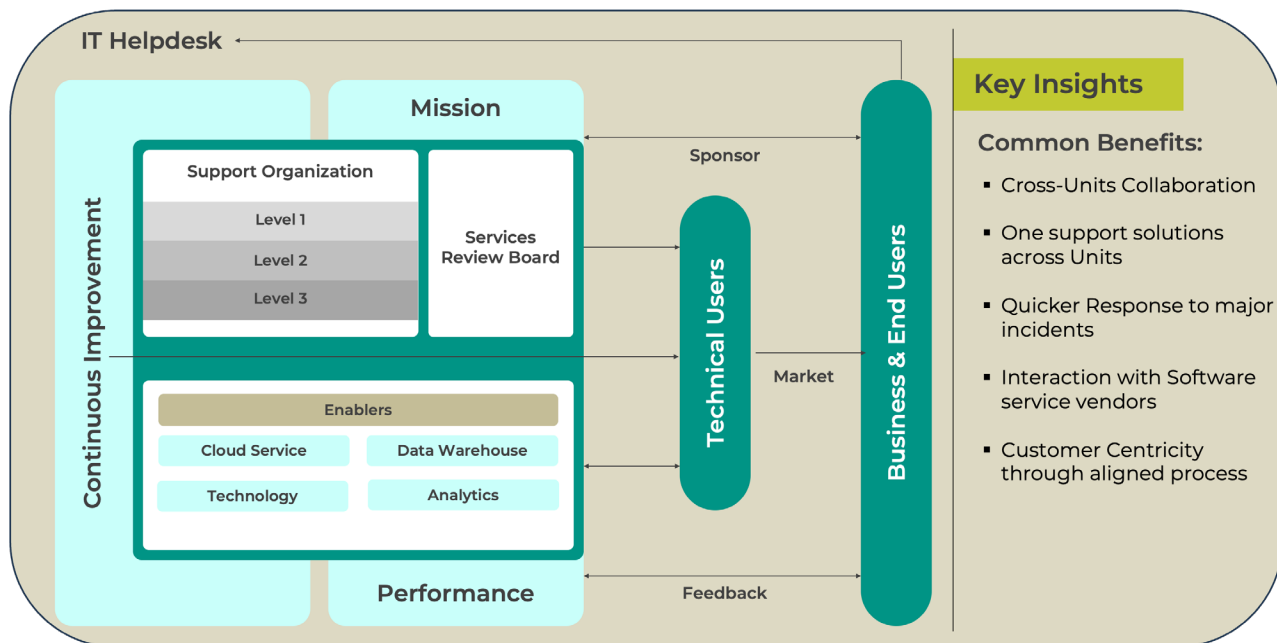 IT Helpdesk
Continuous Improvement
Mission
Support Organization
Level 1
Level 2
Level 3
Services
Review Board
Enablers
Cloud Service
Data Warehouse
Technology
Analytics
Performance
Sponsor
Technical Users
Market
Feedback
Business & End Users
Key Insights
Common Benefits:
▪ Cross-Units Collaboration
▪ One support solutions
across Units
▪ Quicker Response to major
incidents
▪ Interaction with Software
service vendors
▪ Customer Centricity
through aligned process